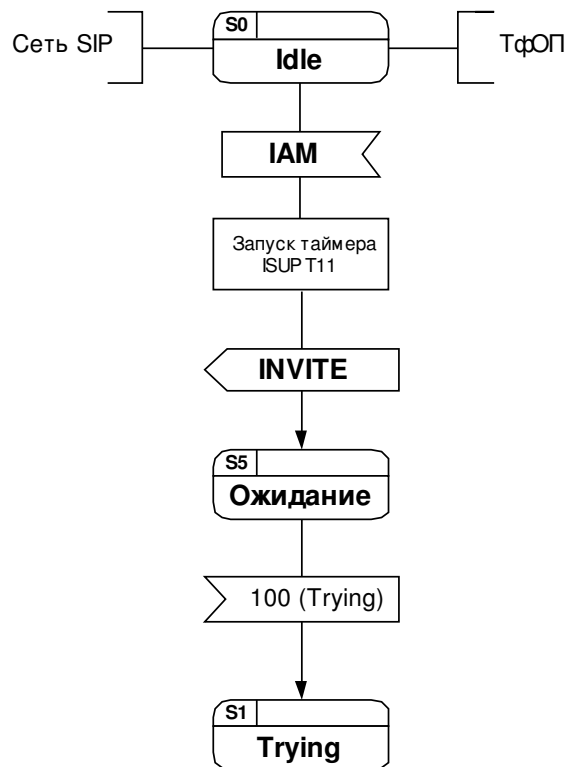 S0
Сеть SIP
ТфОП
Idle
IAM
Запуск таймера
ISUP T11
INVITE
S5
Ожидание
100 (Trying)
S1
Trying